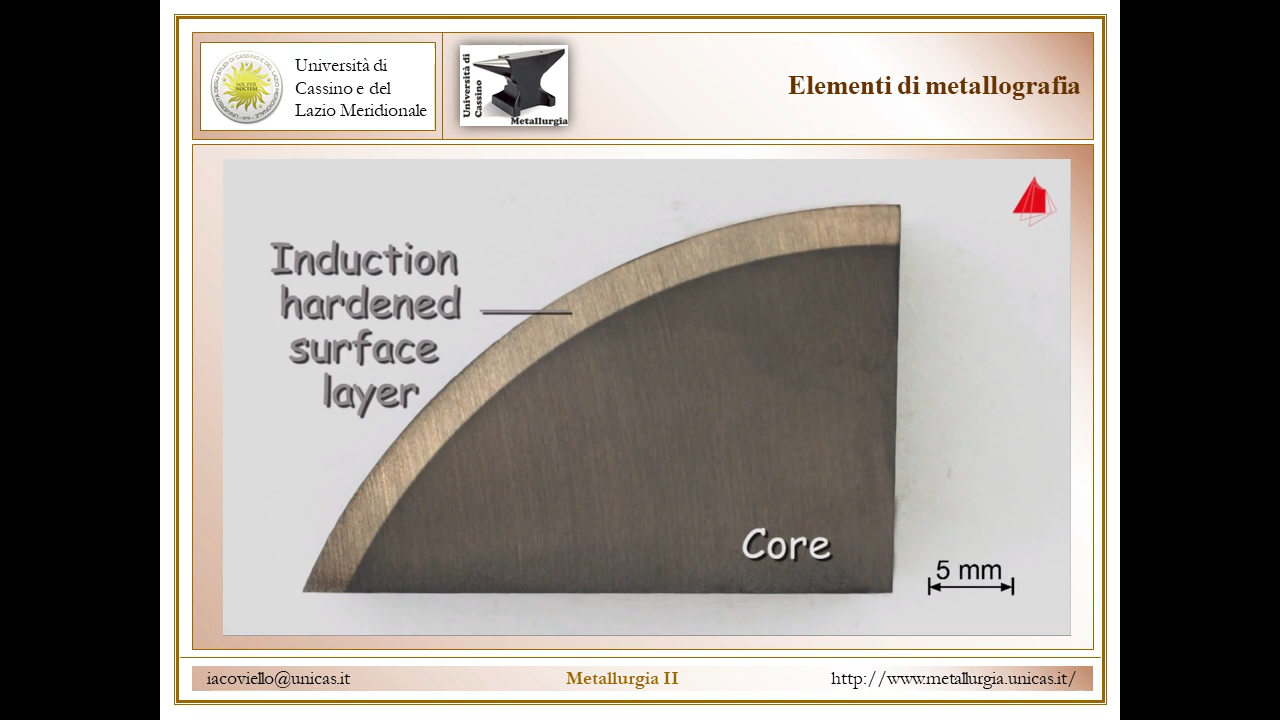 Università di
Cassino e del
Lazio Meridionale
Università di
Cassino
Metallurgia
Elementi di metallografia
Induction
hardened
surface
layer
Core
5 mm
iacoviello@unicas.it
Metallurgia II
http://www.metallurgia.unicas.it/